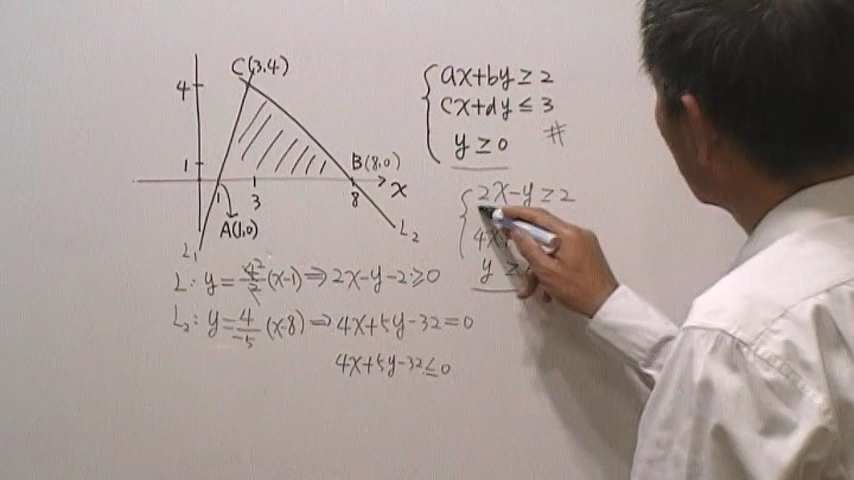 C(3,4)
4
1
B(8,0)
x
1
3
8
A(1,0)
L₁
L₂
L: y = 4²/2 (x-1) ⟹ 2x-y-2≥0
L₂: y = 4/-5 (x-8) ⟹ 4x+5y-32=0
4x+5y-32≤0
ax+by≥2
cx+dy≤3
y≥0 #
2x-y≥2
4x+
y≥